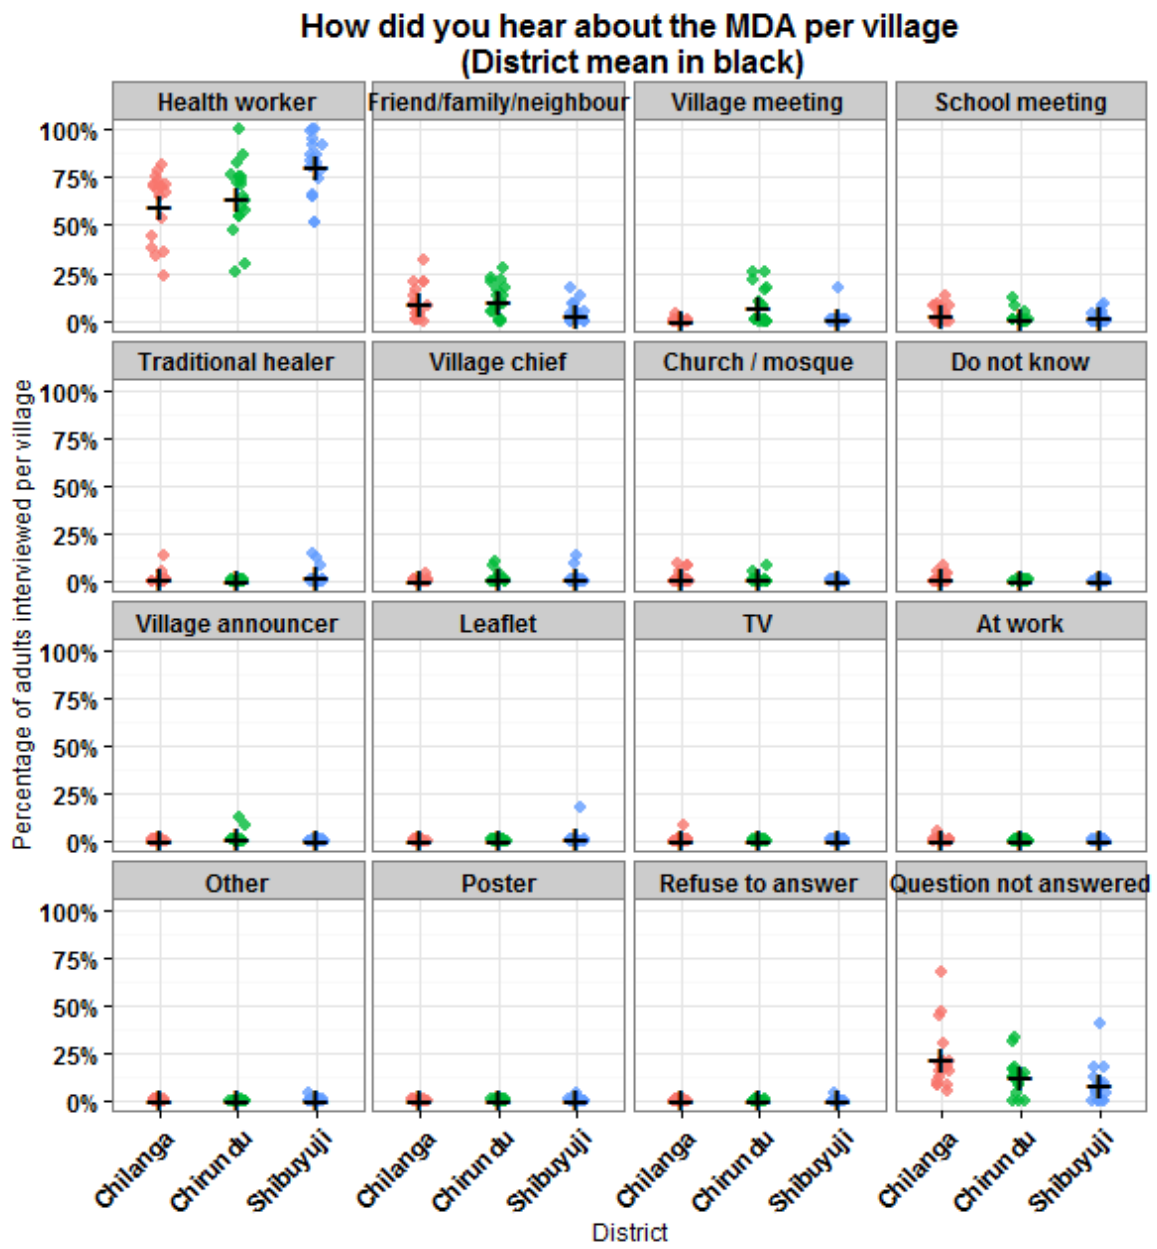 How did you hear about the MDA per village
(District mean in black)
Health worker
Friend/family/neighbour
Village meeting
School meeting
100%
75%
50%
25%
0%
Traditional healer
Village chief
Church / mosque
Do not know
100%
75%
50%
25%
0%
Village announcer
Leaflet
TV
At work
100%
75%
50%
25%
0%
Other
Poster
Refuse to answer
Question not answered
100%
75%
50%
25%
0%
Percentage of adults interviewed per village
Chilanga
Chirundu
Shibuyuji
Chilanga
Chirundu
Shibuyuji
Chilanga
Chirundu
Shibuyuji
Chilanga
Chirundu
Shibuyuji
District